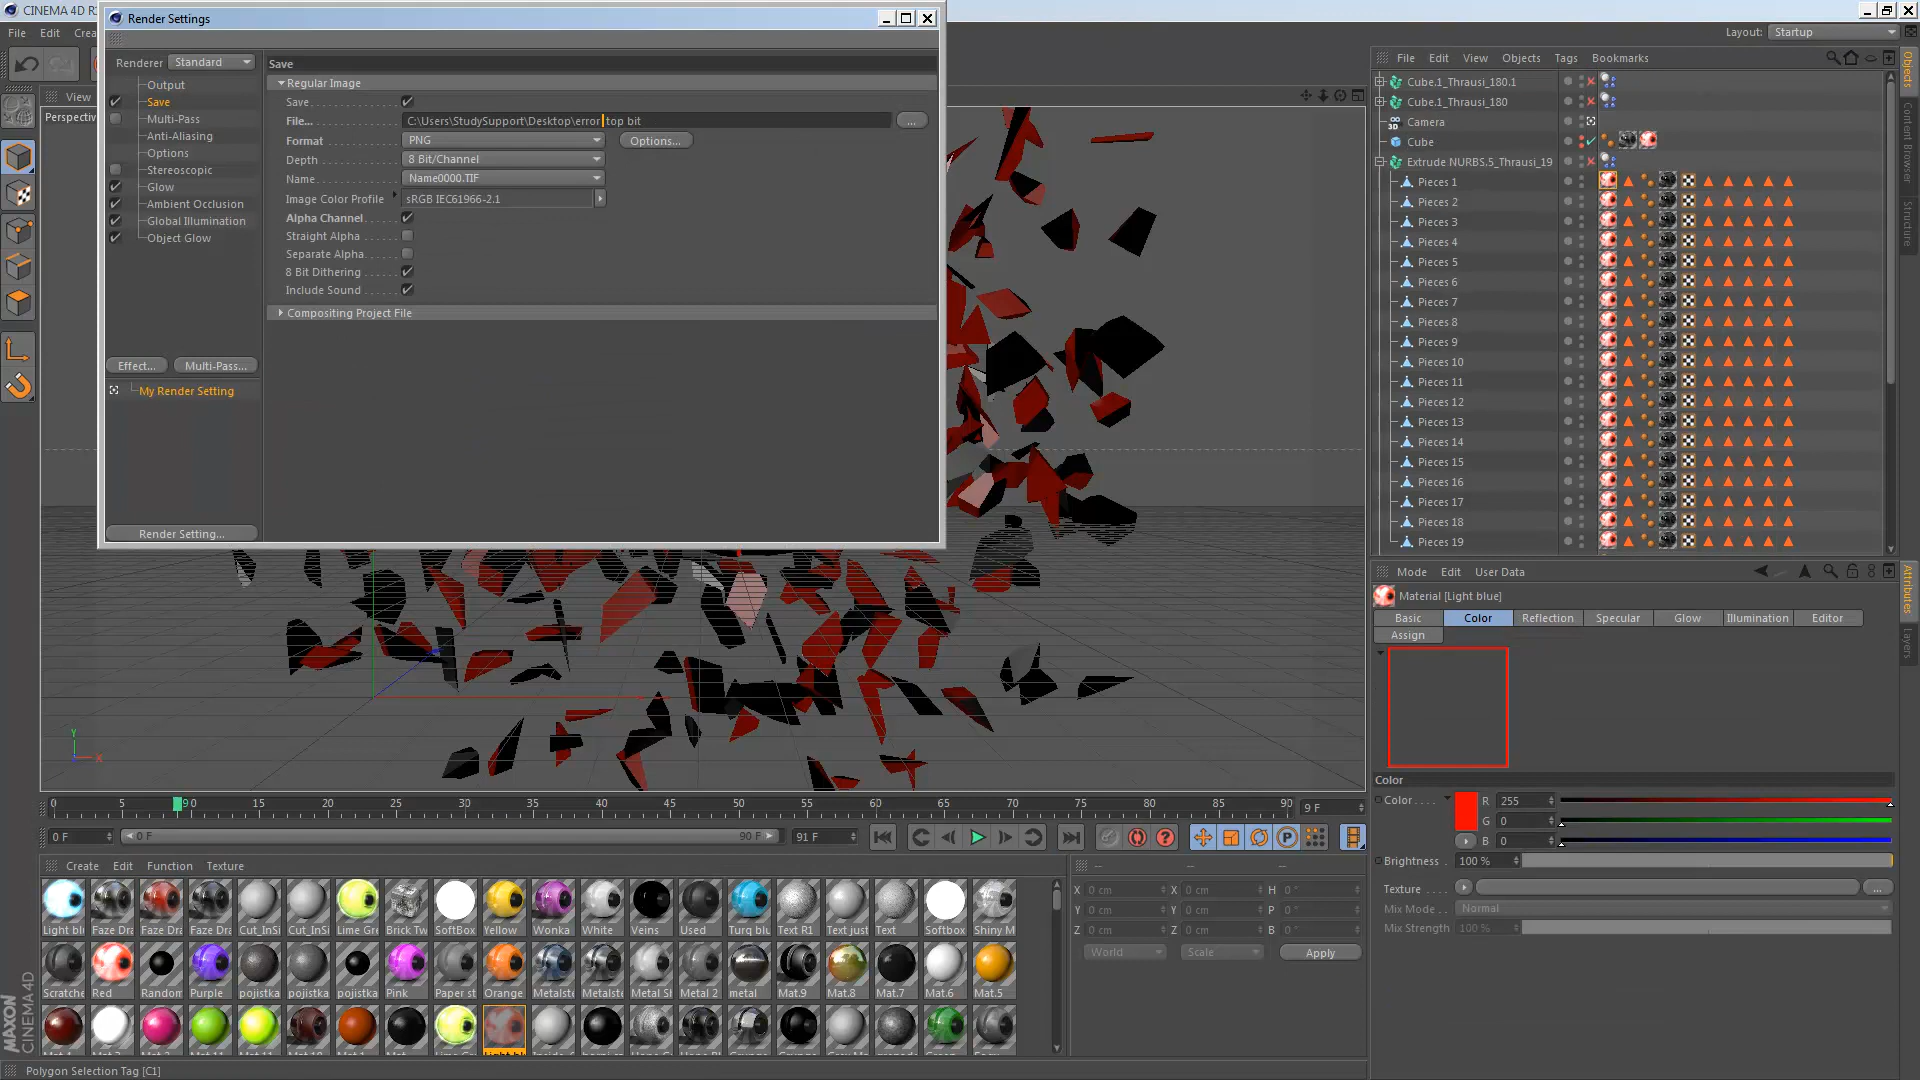 CINEMA 4D R
Render Settings
File Edit Crea
Layout: Startup
Renderer Standard
Save
File Edit View Objects Tags Bookmarks
Output
Save
Multi-Pass
Anti-Aliasing
Options
Stereoscopic
Glow
Ambient Occlusion
Global Illumination
Object Glow
Effect...
Multi-Pass...
My Render Setting
Render Setting...
Regular Image
Save
File... C:\Users\StudySupport\Desktop\error top bit ...
Format PNG Options...
Depth 8 Bit/Channel
Name Name0000.TIF
Image Color Profile sRGB IEC61966-2.1
Alpha Channel
Straight Alpha
Separate Alpha
8 Bit Dithering
Include Sound
Compositing Project File
View
Perspectiv
Cube.1_Thrausi_180.1
Cube.1_Thrausi_180
Camera
Cube
Extrude NURBS.5_Thrausi_19
Pieces 1
Pieces 2
Pieces 3
Pieces 4
Pieces 5
Pieces 6
Pieces 7
Pieces 8
Pieces 9
Pieces 10
Pieces 11
Pieces 12
Pieces 13
Pieces 14
Pieces 15
Pieces 16
Pieces 17
Pieces 18
Pieces 19
Objects
Content Browser
Structure
Mode Edit User Data
Material [Light blue]
Basic Color Reflection Specular Glow Illumination Editor
Assign
Attributes
Layers
Color
Color R 255
G 0
B 0
Brightness 100 %
Texture ...
Mix Mode Normal
Mix Strength 100 %
Y
X
0 5 9 0 15 20 25 30 35 40 45 50 55 60 65 70 75 80 85 90 9 F
0 F 0 F 90 F 91 F
Create Edit Function Texture
-- -- --
X 0 cm X 0 cm H 0 °
Y 0 cm Y 0 cm P 0 °
Z 0 cm Z 0 cm B 0 °
World Scale Apply
Light bl Faze Dra Faze Dra Faze Dra Cut_InSi Cut_InSi Lime Gre Brick Tw SoftBox Yellow Wonka White Veins Used Turq blu Text R1 Text just Text Softbox Shiny M
Scratche Red Random Purple pojistka pojistka pojistka Pink Paper st Orange Metalste Metalste Metal Sl Metal 2 metal Mat.9 Mat.8 Mat.7 Mat.6 Mat.5
MAXON
CINEMA 4D
Polygon Selection Tag [C1]